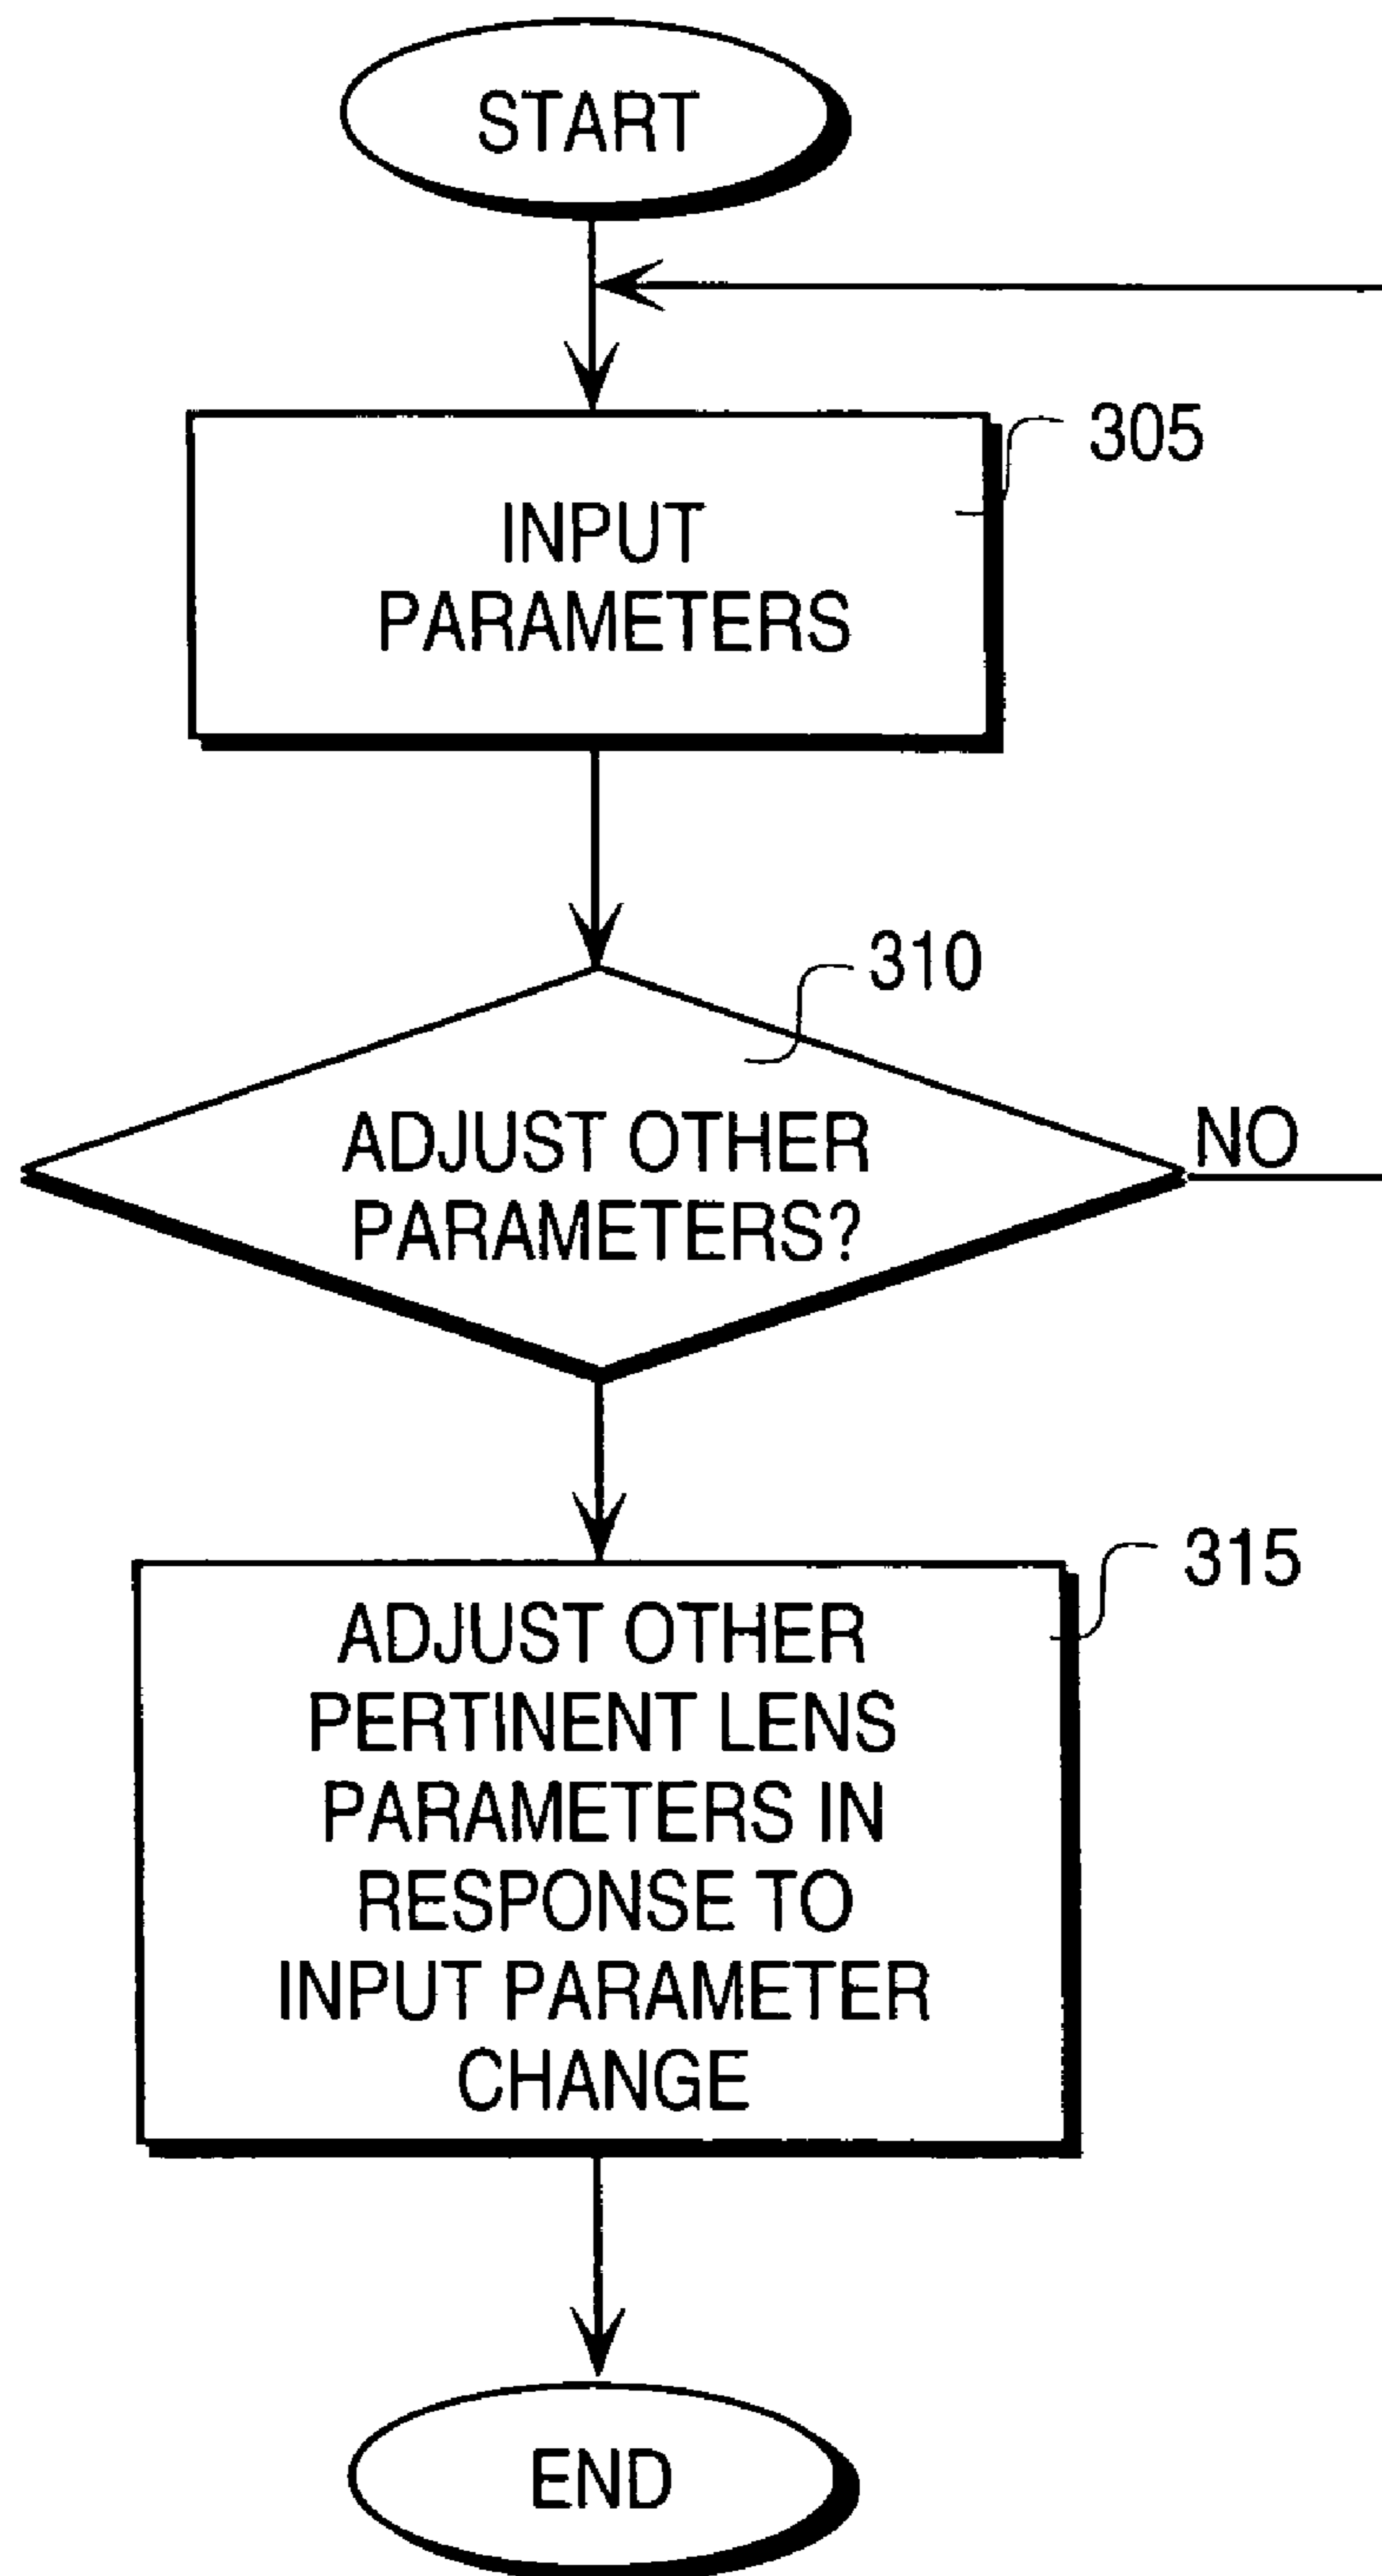 START
305
INPUT
PARAMETERS
310
ADJUST OTHER
PARAMETERS?
NO
315
ADJUST OTHER
PERTINENT LENS
PARAMETERS IN
RESPONSE TO
INPUT PARAMETER
CHANGE
END